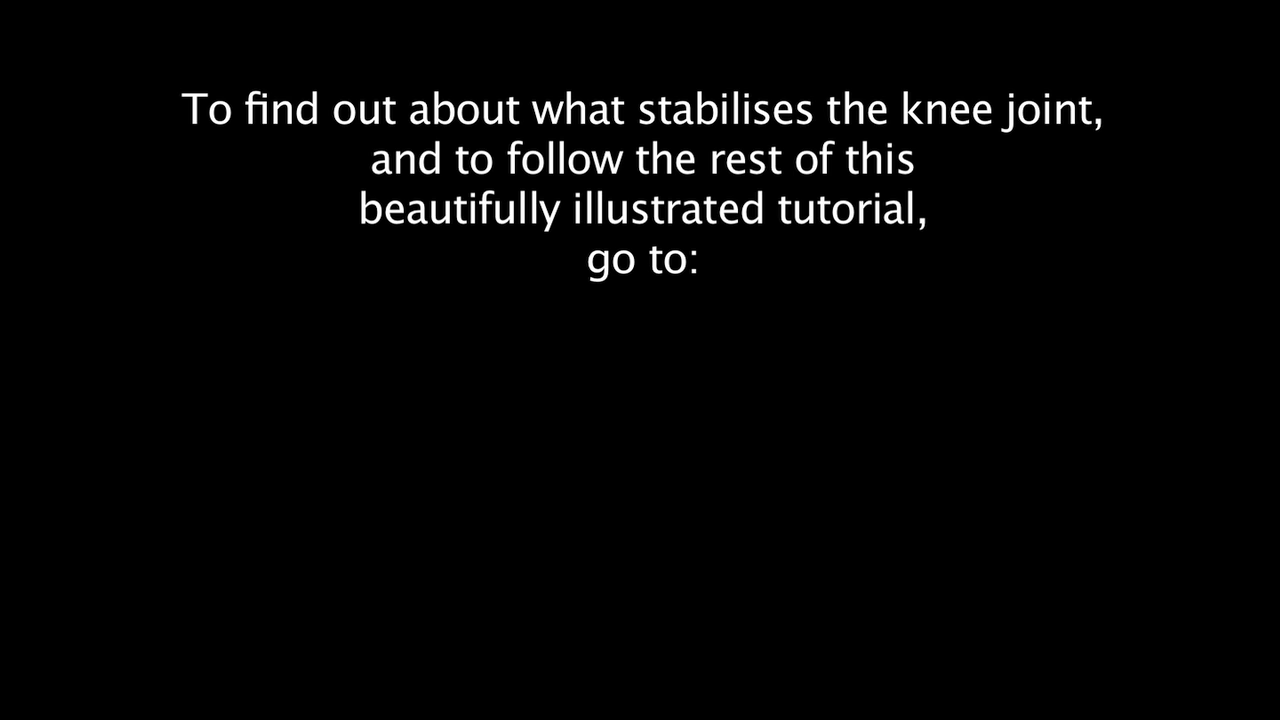 To find out about what stabilises the knee joint,
and to follow the rest of this
beautifully illustrated tutorial,
go to: